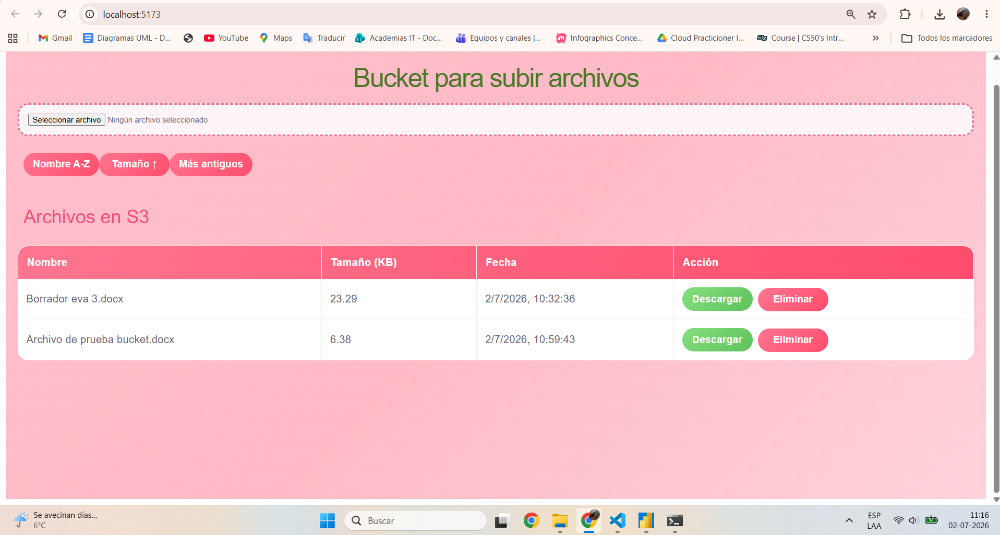 localhost:5173
Gmail
Diagramas UML - D...
YouTube
Maps
Traducir
Academias IT - Doc...
Equipos y canales |...
Infographics Conce...
Cloud Practicioner I...
Course | CS50's Intr...
Todos los marcadores
Bucket para subir archivos
Seleccionar archivo Ningún archivo seleccionado
Nombre A-Z Tamaño ↑ Más antiguos
Archivos en S3
Nombre Tamaño (KB) Fecha Acción
Borrador eva 3.docx 23.29 2/7/2026, 10:32:36 Descargar Eliminar
Archivo de prueba bucket.docx 6.38 2/7/2026, 10:59:43 Descargar Eliminar
Se avecinan días...
6°C
Buscar
ESP
LAA
11:16
02-07-2026